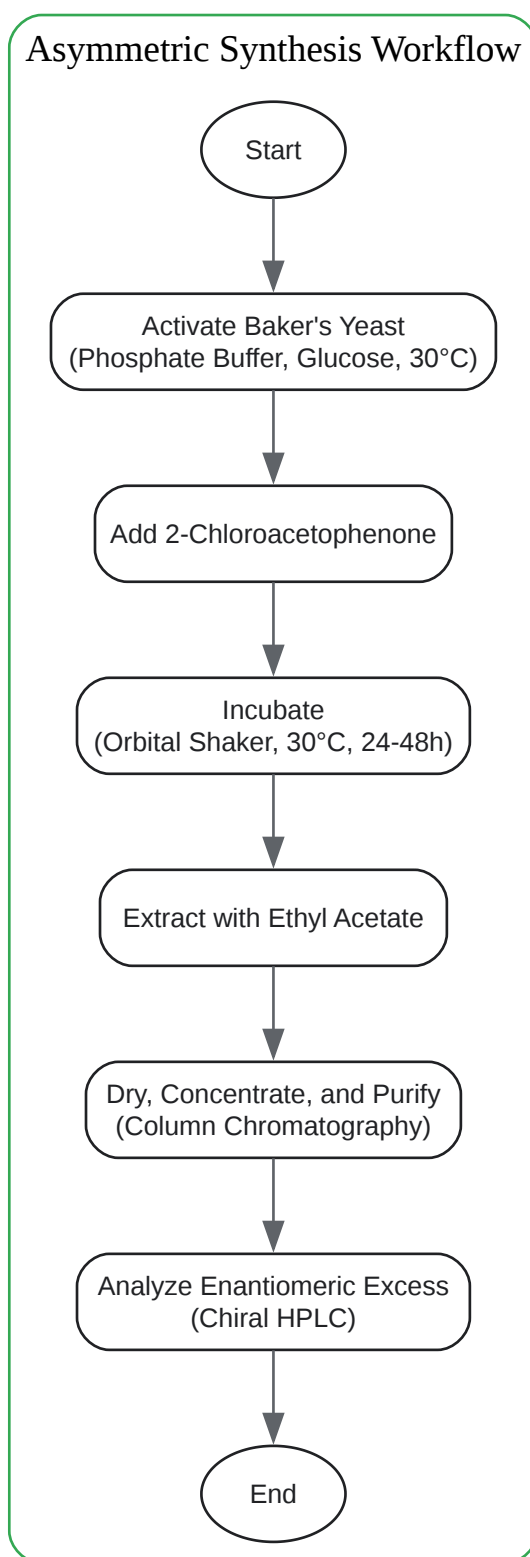 Asymmetric Synthesis Workflow
Start
Activate Baker's Yeast
(Phosphate Buffer, Glucose, 30°C)
Add 2-Chloroacetophenone
Incubate
(Orbital Shaker, 30°C, 24-48h)
Extract with Ethyl Acetate
Dry, Concentrate, and Purify
(Column Chromatography)
Analyze Enantiomeric Excess
(Chiral HPLC)
End